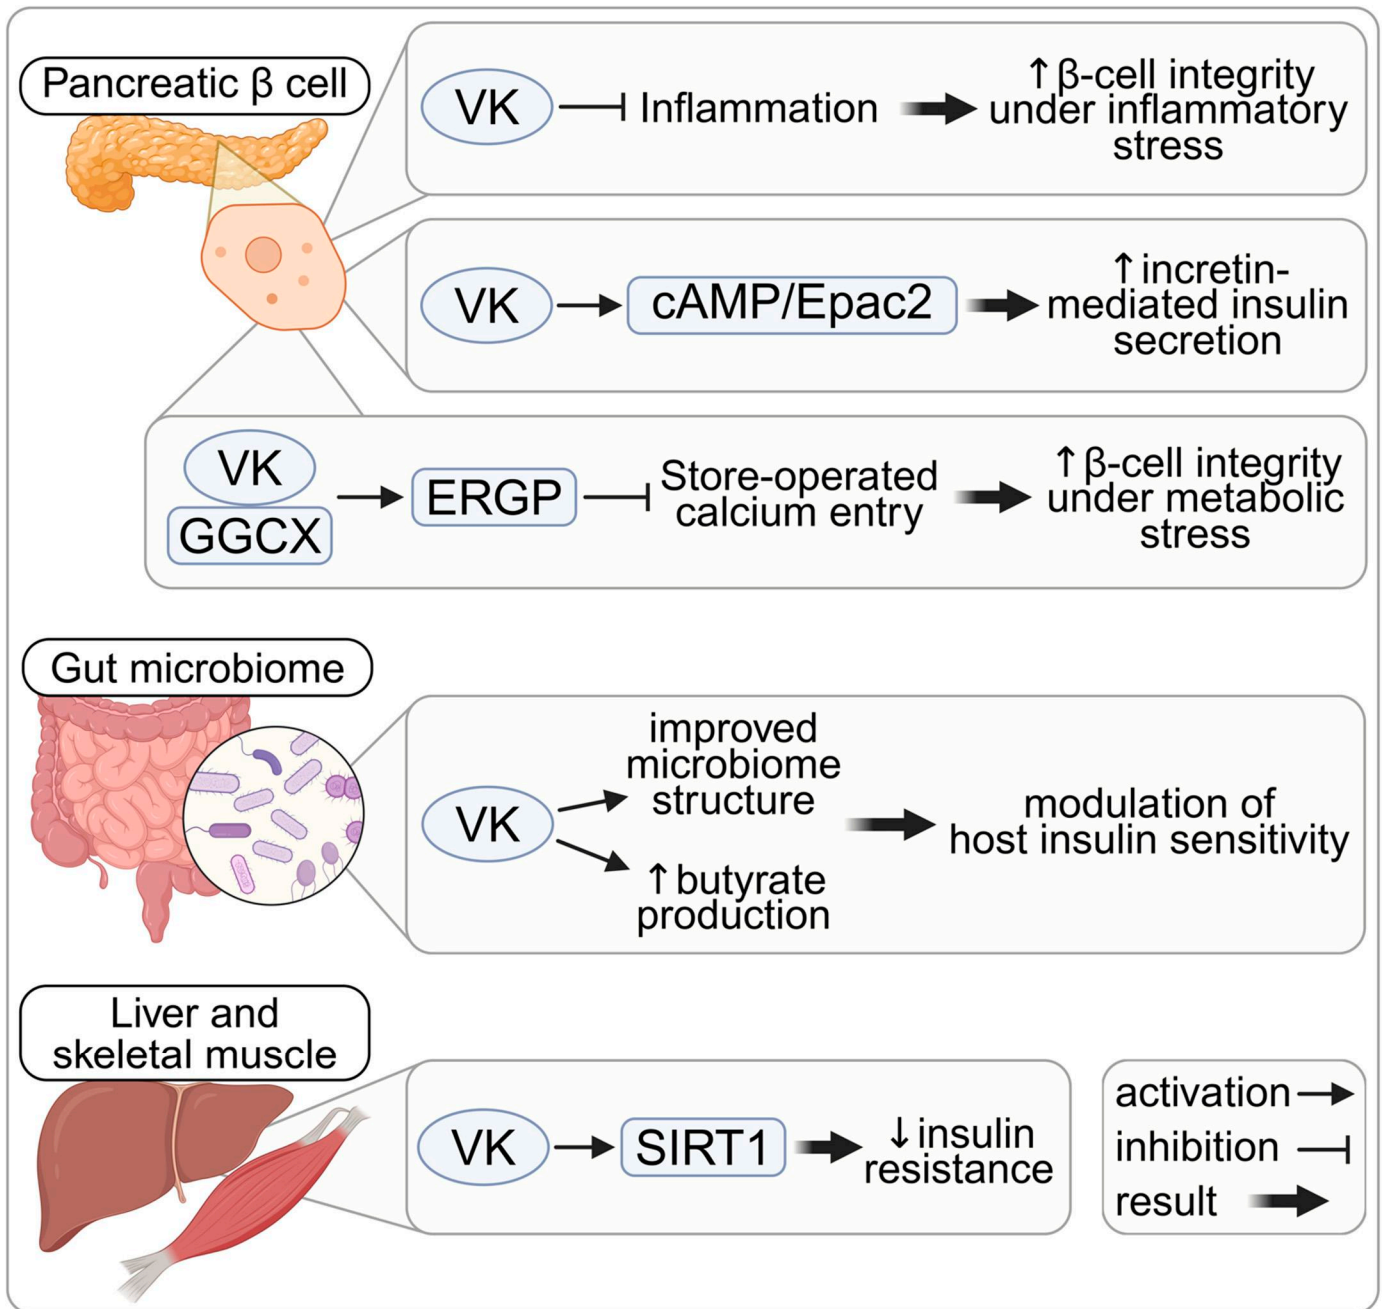 Pancreatic β cell
VK
Inflammation
↑β-cell integrity
under inflammatory
stress
VK
cAMP/Epac2
↑incretin-
mediated insulin
secretion
VK
GGCX
ERGP
Store-operated
calcium entry
↑β-cell integrity
under metabolic
stress
Gut microbiome
VK
improved
microbiome
structure
↑butyrate
production
modulation of
host insulin sensitivity
Liver and
skeletal muscle
VK
SIRT1
↓insulin
resistance
activation
inhibition
result